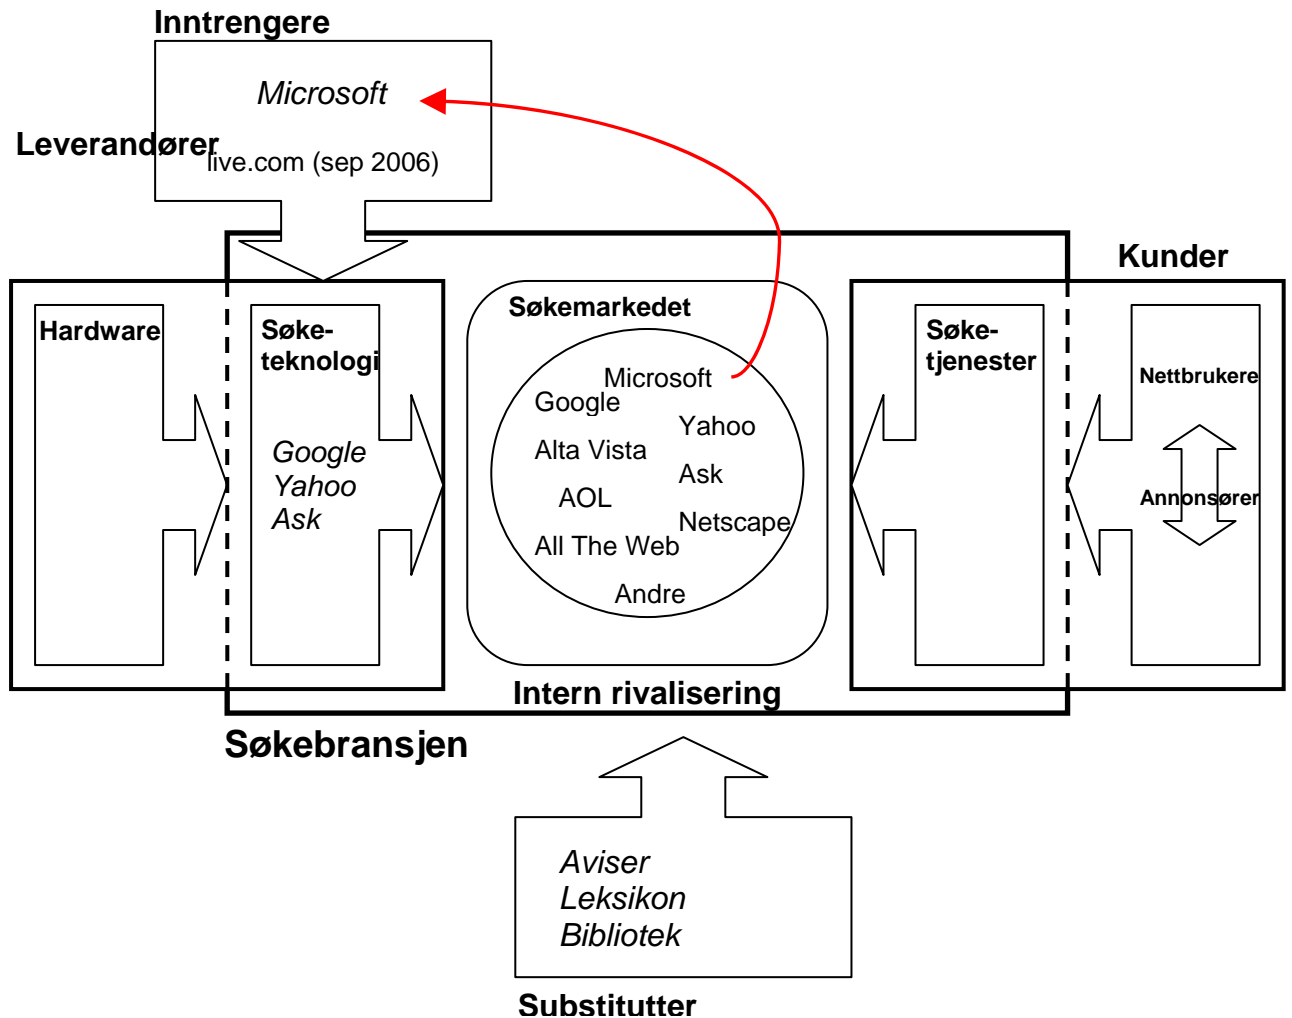 Inntrengere
Microsoft
Leverandører
live.com (sep 2006)
Kunder
Hardware
Søke-
teknologi
Google
Yahoo
Ask
Søkemarkedet
Microsoft
Google
Yahoo
Alta Vista
Ask
AOL
Netscape
All The Web
Andre
Søke-
tjenester
Nettbrukere
Annonsører
Intern rivalisering
Søkebransjen
Aviser
Leksikon
Bibliotek
Substitutter